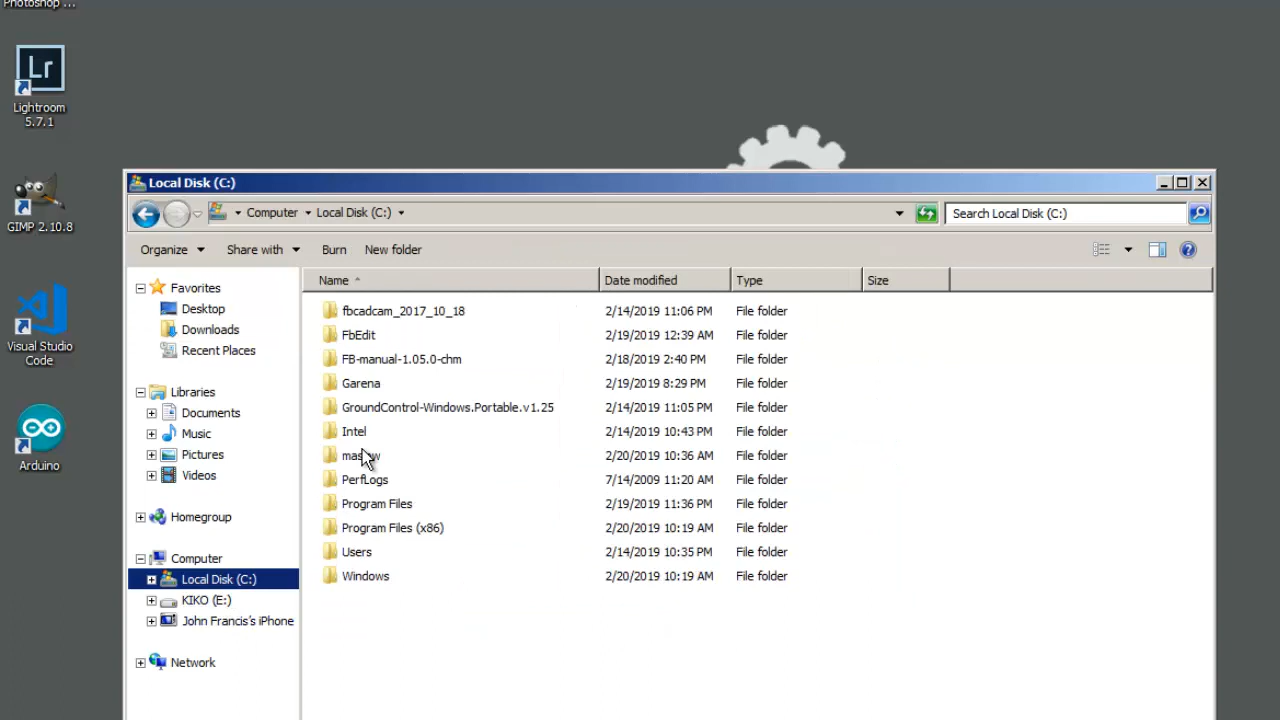 Photoshop ...
Lightroom
5.7.1
GIMP 2.10.8
Visual Studio
Code
Arduino
Local Disk (C:)
Computer Local Disk (C:)
Search Local Disk (C:)
Organize Share with Burn New folder
Favorites
Desktop
Downloads
Recent Places
Libraries
Documents
Music
Pictures
Videos
Homegroup
Computer
Local Disk (C:)
KIKO (E:)
John Francis's iPhone
Network
Name Date modified Type Size
fbcadcam_2017_10_18 2/14/2019 11:06 PM File folder
FbEdit 2/19/2019 12:39 AM File folder
FB-manual-1.05.0-chm 2/18/2019 2:40 PM File folder
Garena 2/19/2019 8:29 PM File folder
GroundControl-Windows.Portable.v1.25 2/14/2019 11:05 PM File folder
Intel 2/14/2019 10:43 PM File folder
2/20/2019 10:36 AM File folder
PerfLogs 7/14/2009 11:20 AM File folder
Program Files 2/19/2019 11:36 PM File folder
Program Files (x86) 2/20/2019 10:19 AM File folder
Users 2/14/2019 10:35 PM File folder
Windows 2/20/2019 10:19 AM File folder
Lr